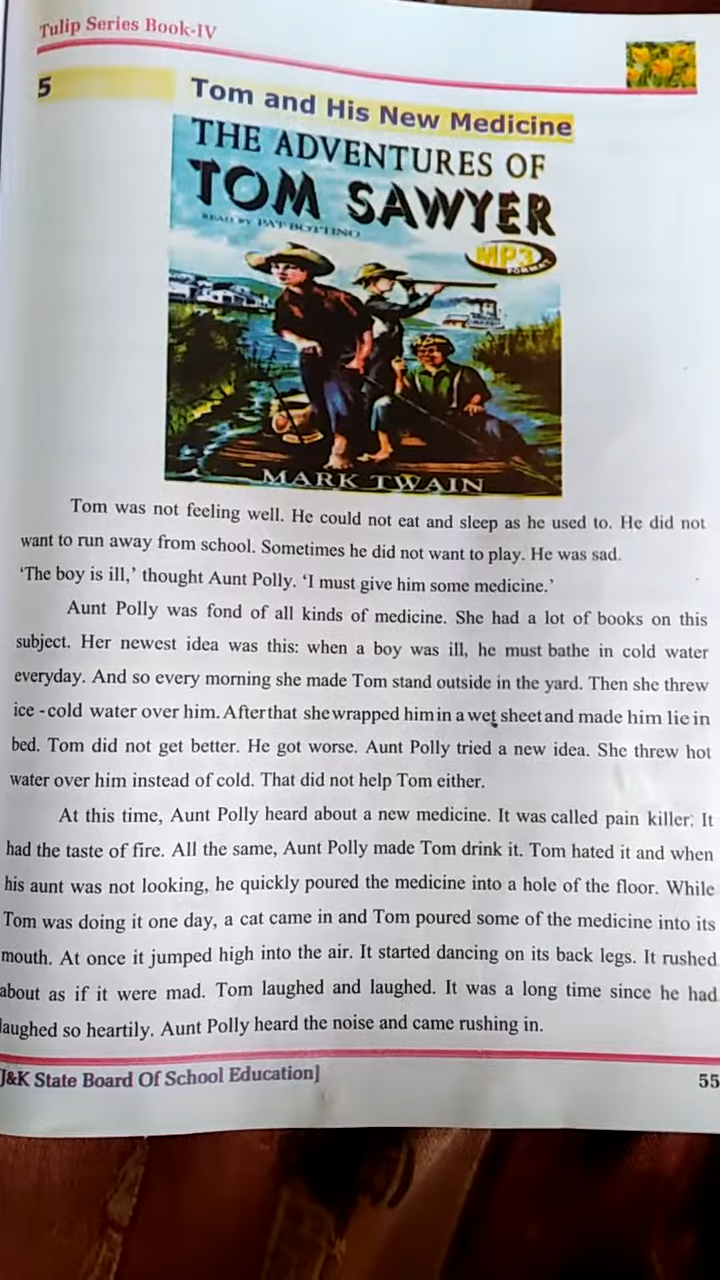 Tulip Series Book-IV
5
Tom and His New Medicine
THE ADVENTURES OF
TOM SAWYER
READ BY PAT BOTTINO
MP3
FORMAT
MARK TWAIN
Tom was not feeling well. He could not eat and sleep as he used to. He did not
want to run away from school. Sometimes he did not want to play. He was sad.
‘The boy is ill,’ thought Aunt Polly. ‘I must give him some medicine.’
Aunt Polly was fond of all kinds of medicine. She had a lot of books on this
subject. Her newest idea was this: when a boy was ill, he must bathe in cold water
everyday. And so every morning she made Tom stand outside in the yard. Then she threw
ice -cold water over him. After that she wrapped him in a wet sheet and made him lie in
bed. Tom did not get better. He got worse. Aunt Polly tried a new idea. She threw hot
water over him instead of cold. That did not help Tom either.
At this time, Aunt Polly heard about a new medicine. It was called pain killer. It
had the taste of fire. All the same, Aunt Polly made Tom drink it. Tom hated it and when
his aunt was not looking, he quickly poured the medicine into a hole of the floor. While
Tom was doing it one day, a cat came in and Tom poured some of the medicine into its
mouth. At once it jumped high into the air. It started dancing on its back legs. It rushed
about as if it were mad. Tom laughed and laughed. It was a long time since he had
laughed so heartily. Aunt Polly heard the noise and came rushing in.
J&K State Board Of School Education]
55